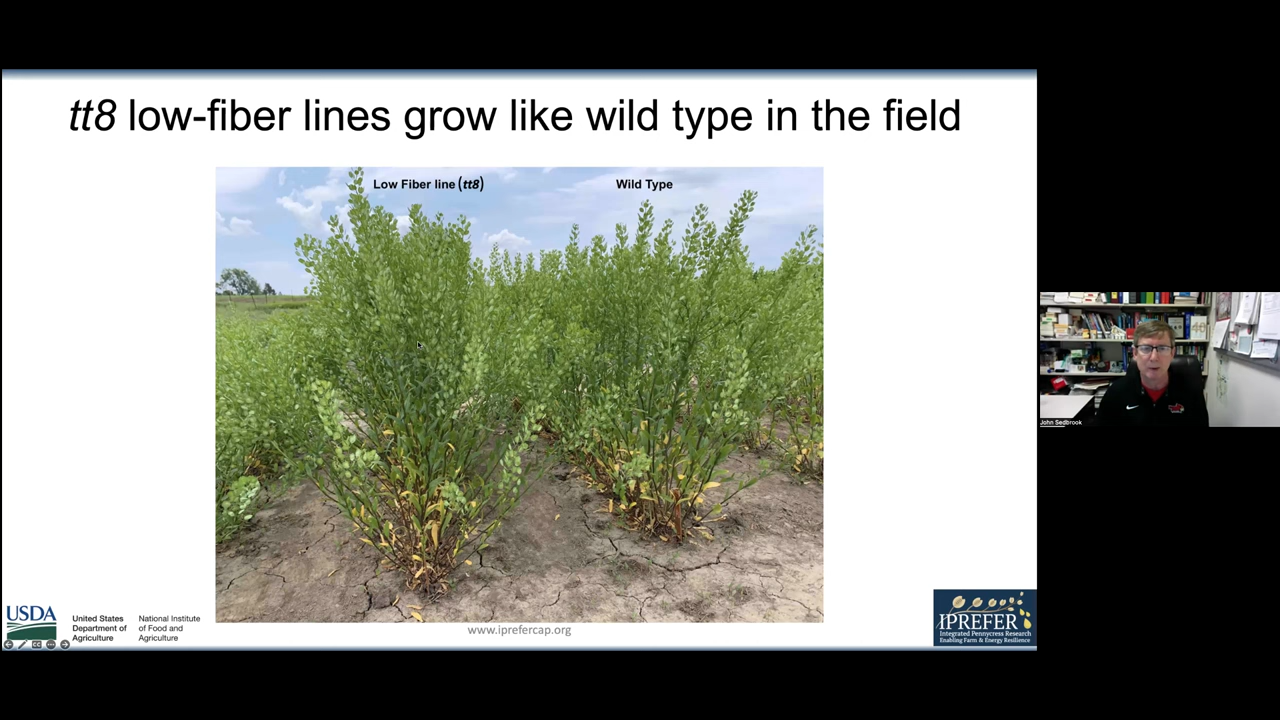 tt8 low-fiber lines grow like wild type in the field
Low Fiber line (tt8)
Wild Type
John Sedbrook
USDA
United States
Department of
Agriculture
National Institute
of Food and
Agriculture
www.iprefercap.org
IPREFER
Integrated Pennycress Research
Enabling Farm & Energy Resilience